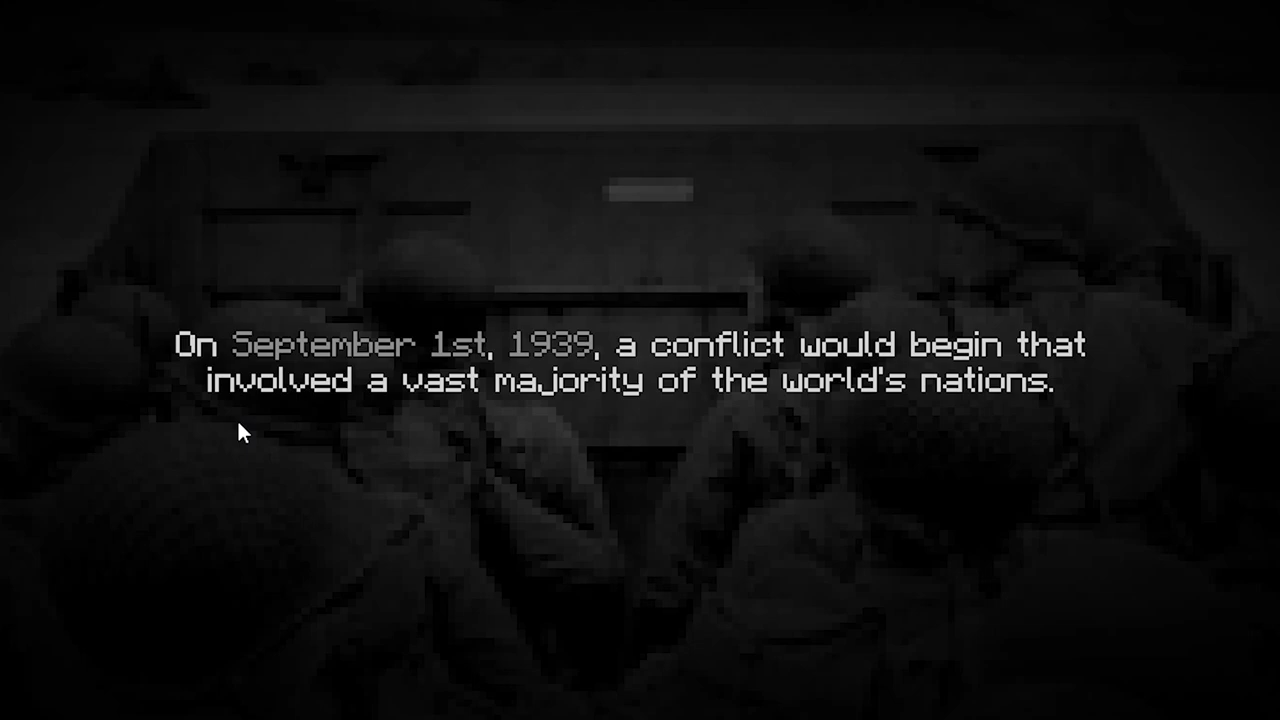 On September 1st, 1939, a conflict would begin that
involved a vast majority of the world's nations.